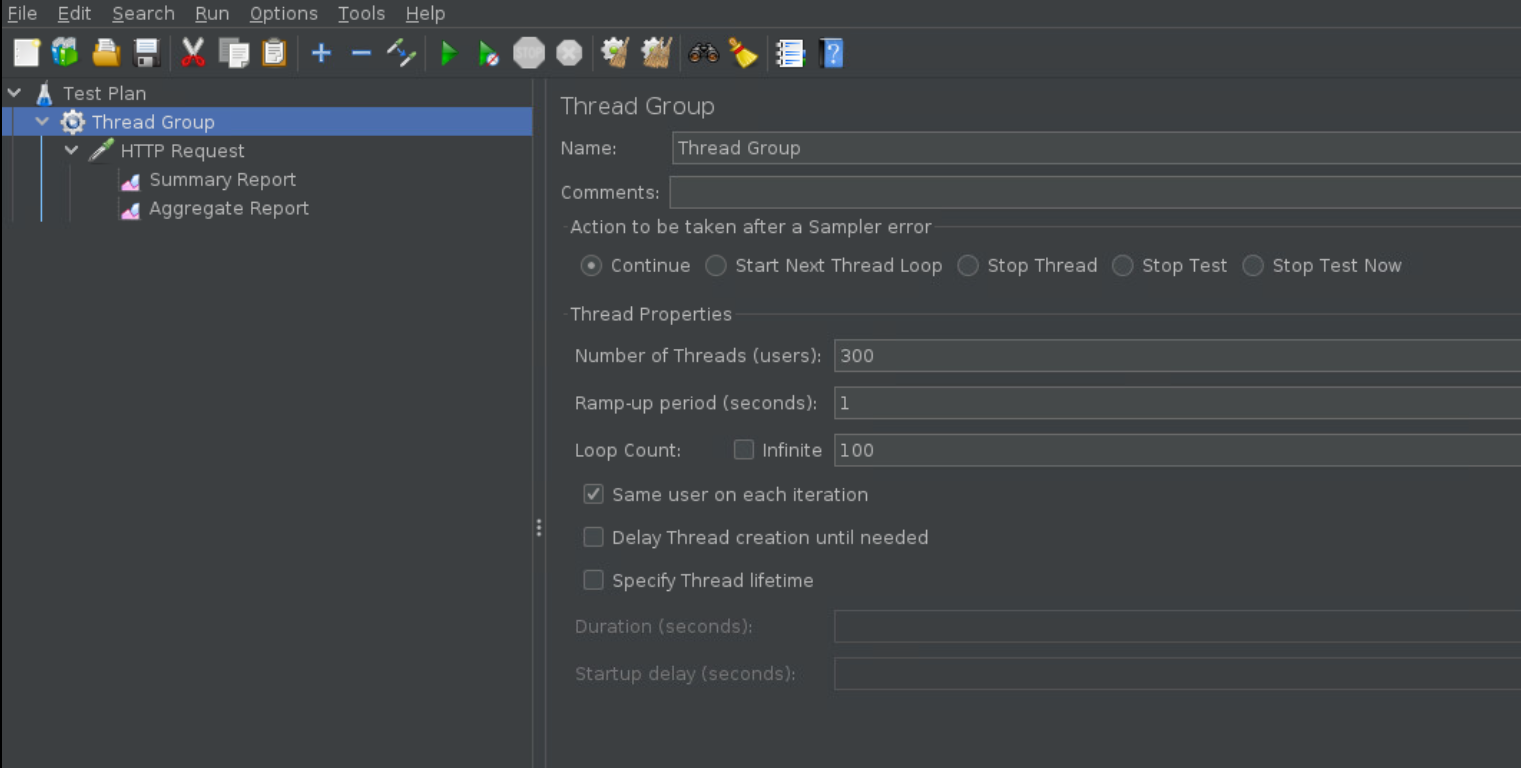 File Edit Search Run Options Tools Help
STOP
Test Plan
Thread Group
HTTP Request
Summary Report
Aggregate Report
Thread Group
Name: Thread Group
Comments:
Action to be taken after a Sampler error
Continue Start Next Thread Loop Stop Thread Stop Test Stop Test Now
Thread Properties
Number of Threads (users): 300
Ramp-up period (seconds): 1
Loop Count: Infinite 100
Same user on each iteration
Delay Thread creation until needed
Specify Thread lifetime
Duration (seconds):
Startup delay (seconds):